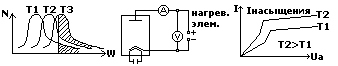 N
T1 T2 T3
W
A
V
+
-
нагрев.
элем.
I
Iнасыщения
T2
T1
T2>T1
Ua